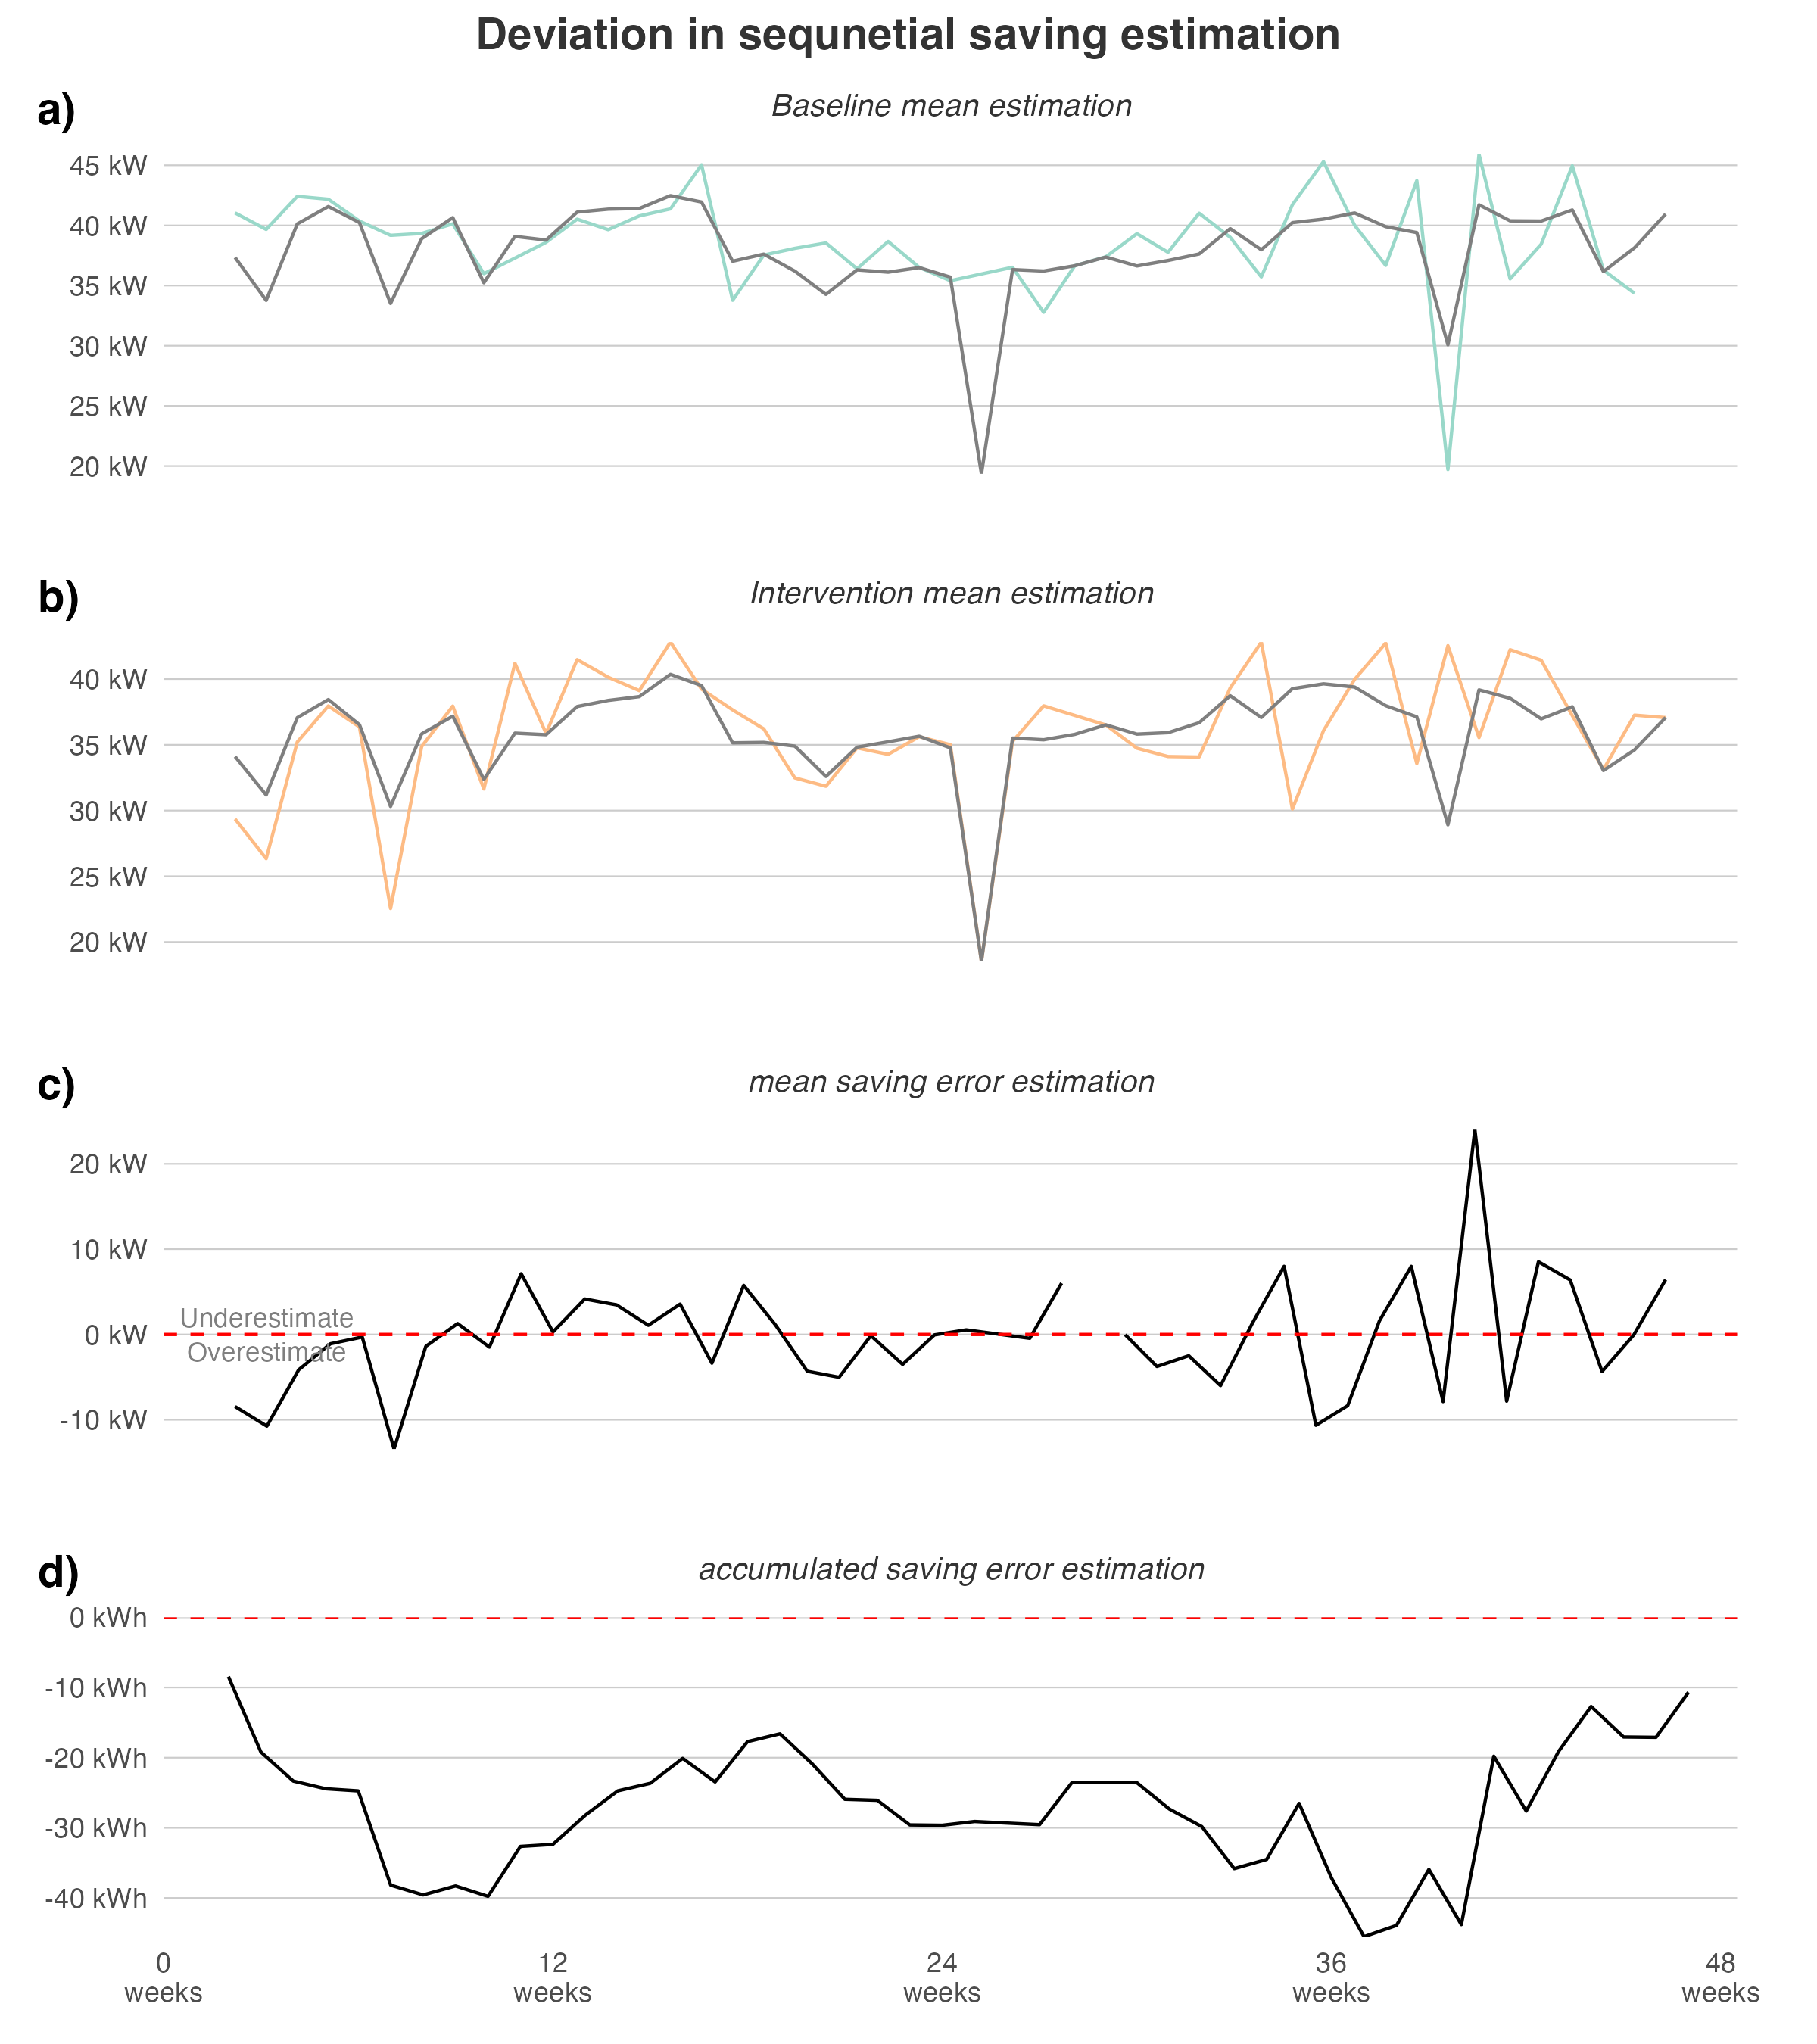 Deviation in sequnetial saving estimation
a)
Baseline mean estimation
45 kW
40 kW
35 kW
30 kW
25 kW
20 kW
b)
Intervention mean estimation
40 kW
35 kW
30 kW
25 kW
20 kW
c)
mean saving error estimation
20 kW
10 kW
Underestimate
0 kW
Overestimate
-10 kW
d)
accumulated saving error estimation
0 kWh
-10 kWh
-20 kWh
-30 kWh
-40 kWh
0 12 24 36 48
weeks weeks weeks weeks weeks